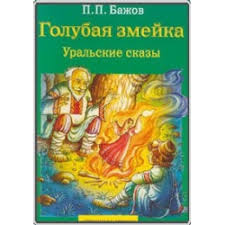 П.П. Бажов
Голубая змейка
Уральские сказы